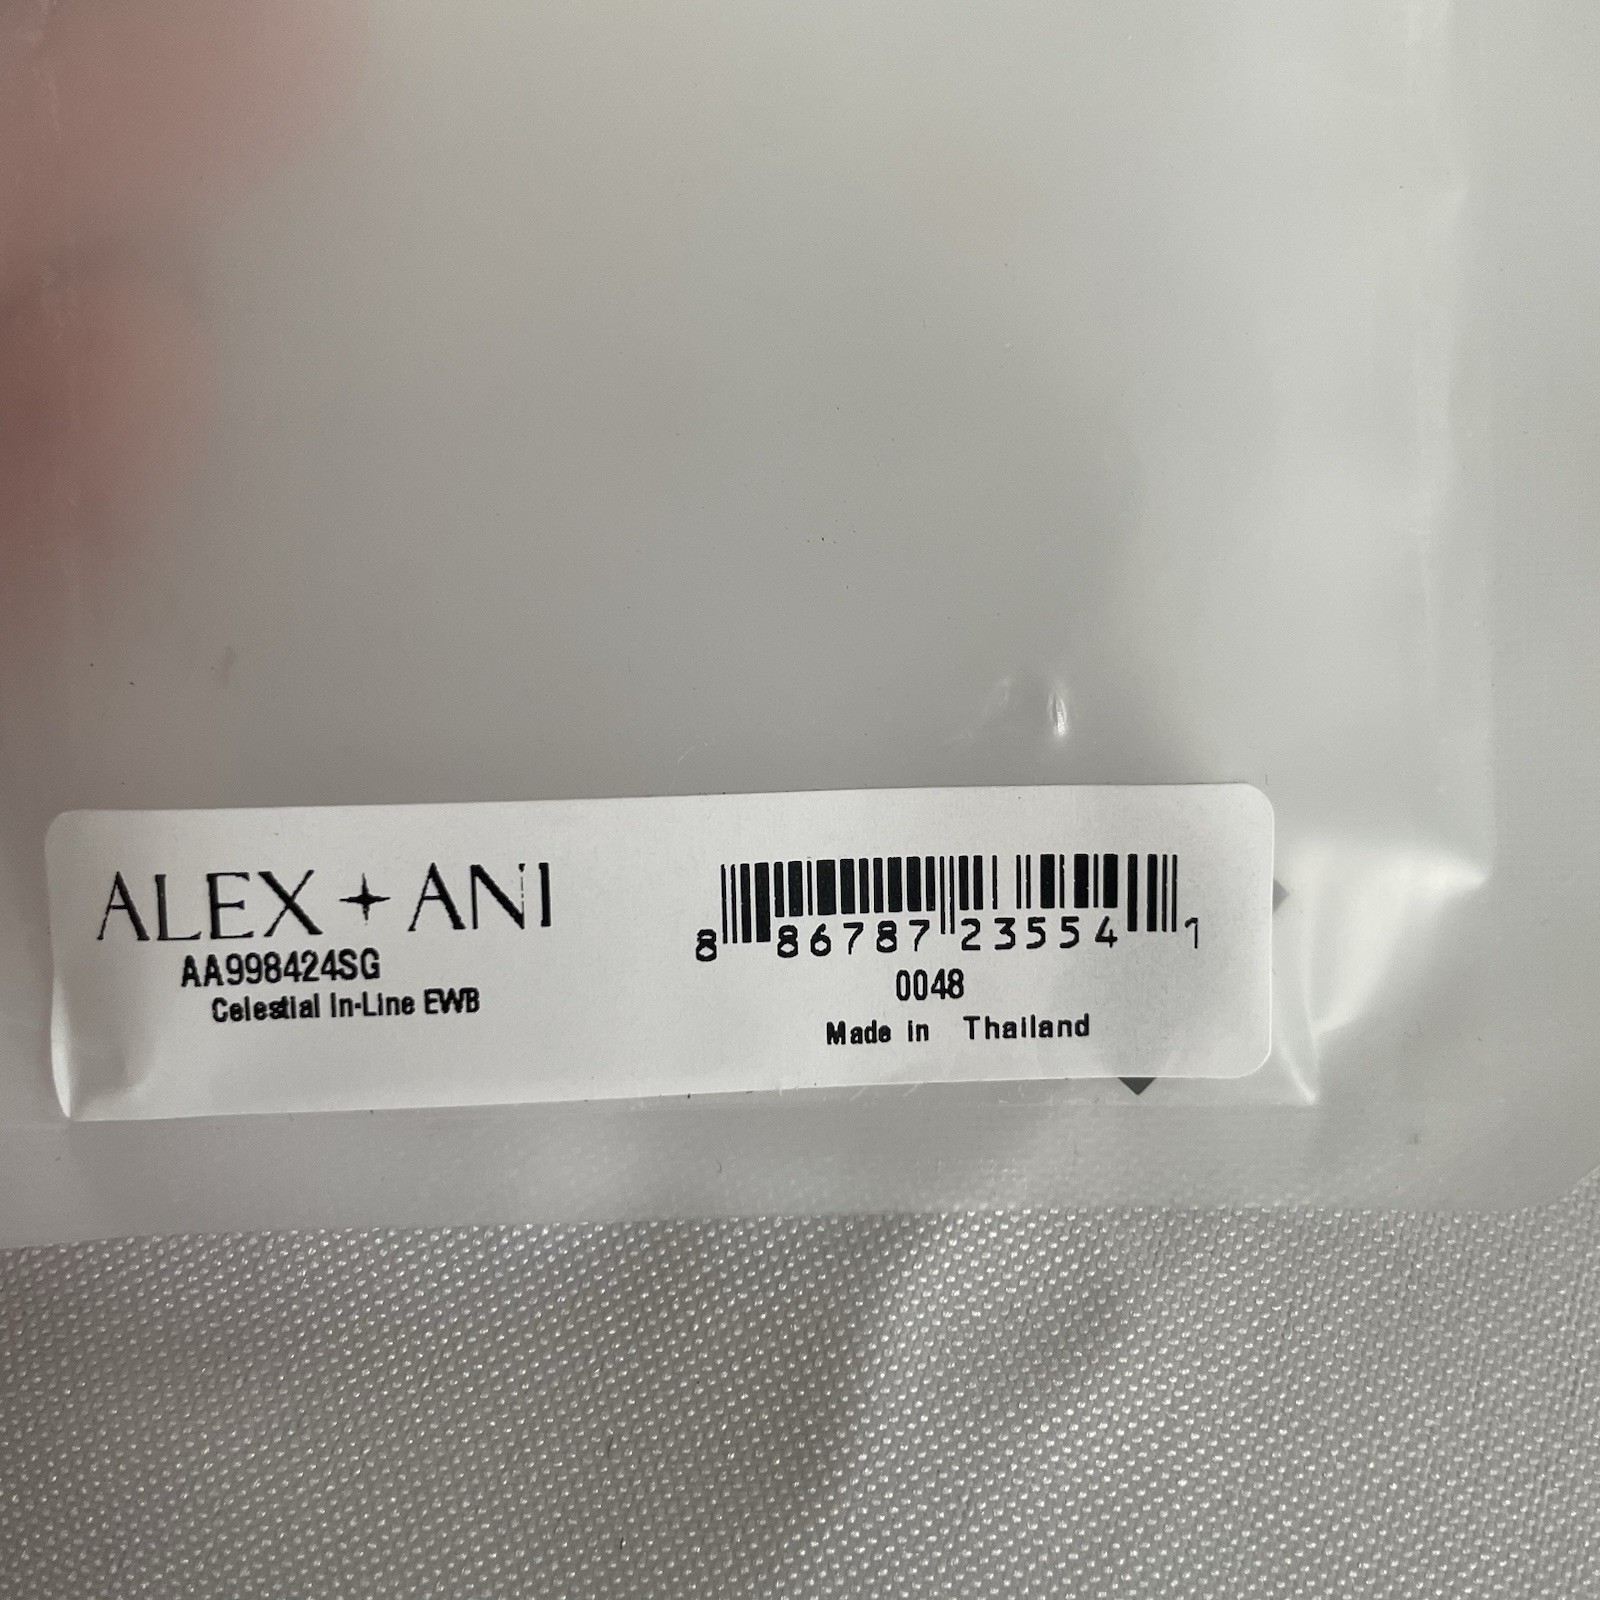 ALEX + ANI
AA998424SG
Celestial In-Line EWB
8 86787 23554 1
0048
Made in Thailand